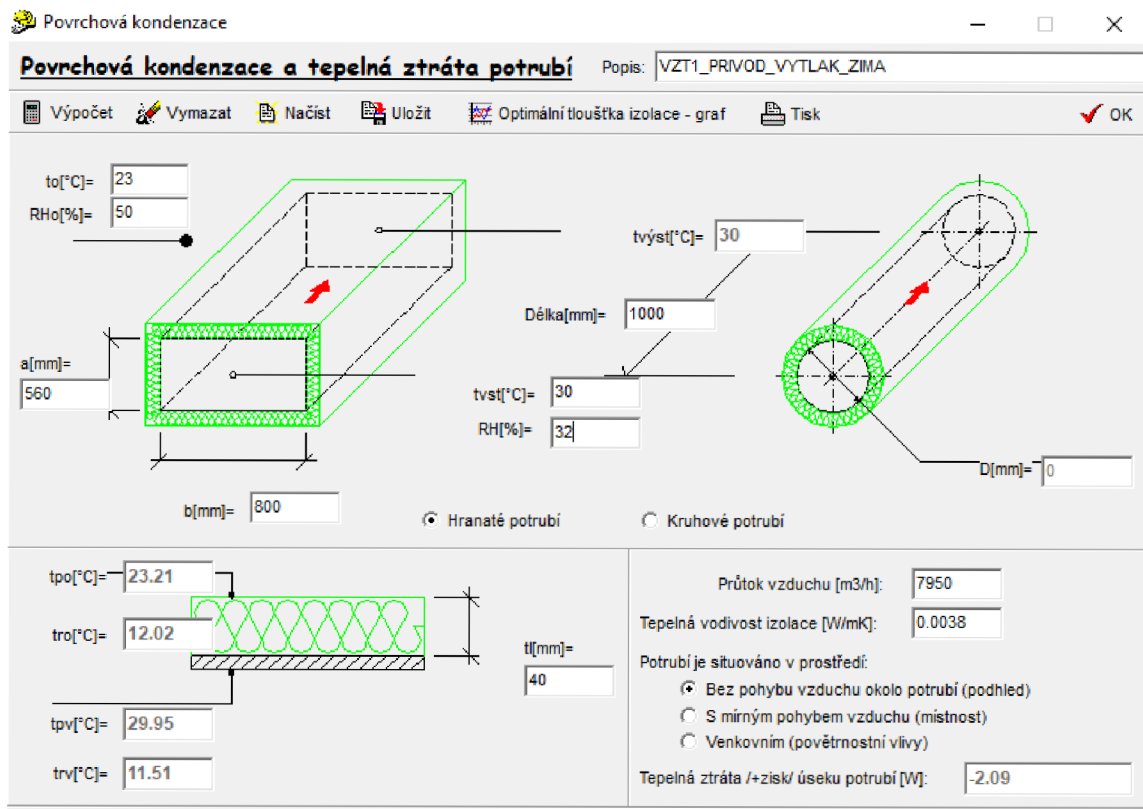 Povrchová kondenzace
Povrchová kondenzace a tepelná ztráta potrubí Popis: VZT1_PRIVOD_VYTLAK_ZIMA
Výpočet Vymazat Načíst Uložit Optimální tloušťka izolace - graf Tisk OK
to[°C]= 23
RHo[%]= 50
tvýst[°C]= 30
Délka[mm]= 1000
a[mm]=
560
tvst[°C]= 30
RH[%]= 32
D[mm]= 0
b[mm]= 800
Hranaté potrubí Kruhové potrubí
tpo[°C]= 23.21
tro[°C]= 12.02
tl[mm]=
40
tpv[°C]= 29.95
trv[°C]= 11.51
Průtok vzduchu [m3/h]: 7950
Tepelná vodivost izolace [W/mK]: 0.0038
Potrubí je situováno v prostředí:
Bez pohybu vzduchu okolo potrubí (podhled)
S mírným pohybem vzduchu (místnost)
Venkovním (povětrnostní vlivy)
Tepelná ztráta /+zisk/ úseku potrubí [W]: -2.09